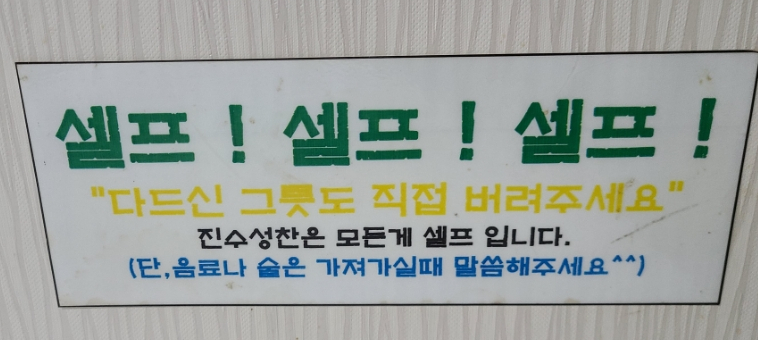 셀프! 셀프! 셀프!
"다드신 그릇도 직접 버려주세요"
진수성찬은 모든게 셀프 입니다.
(단,음료나 술은 가져가실때 말씀해주세요^^)